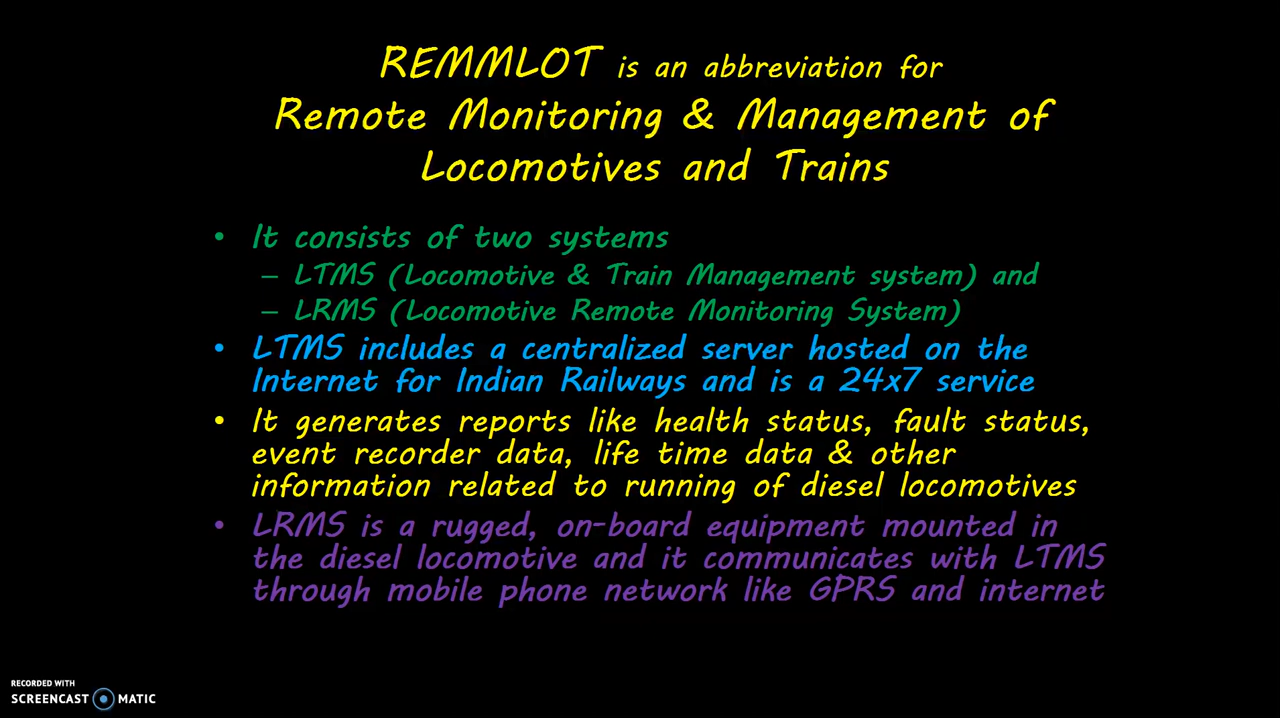 REMMLOT is an abbreviation for
Remote Monitoring & Management of
Locomotives and Trains
• It consists of two systems
– LTMS (Locomotive & Train Management system) and
– LRMS (Locomotive Remote Monitoring System)
• LTMS includes a centralized server hosted on the
Internet for Indian Railways and is a 24x7 service
• It generates reports like health status, fault status,
event recorder data, life time data & other
information related to running of diesel locomotives
• LRMS is a rugged, on-board equipment mounted in
the diesel locomotive and it communicates with LTMS
through mobile phone network like GPRS and internet
RECORDED WITH
SCREENCAST MATIC